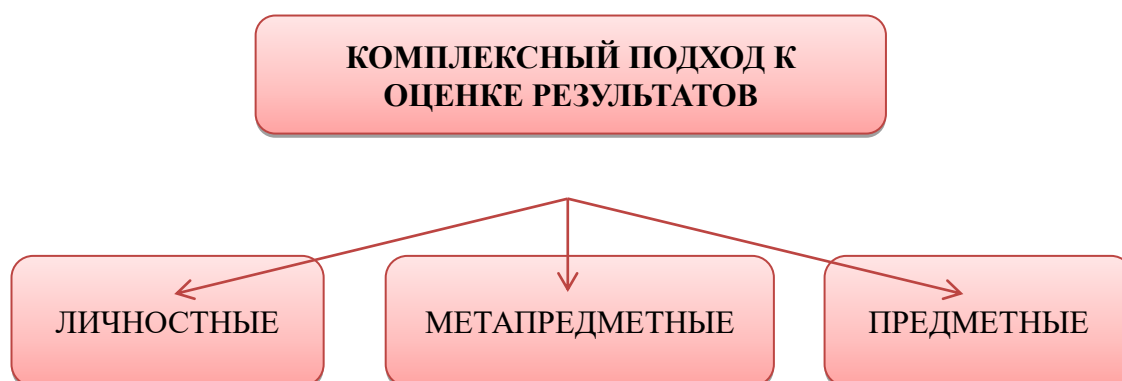 КОМПЛЕКСНЫЙ ПОДХОД К
ОЦЕНКЕ РЕЗУЛЬТАТОВ
ЛИЧНОСТНЫЕ
МЕТАПРЕДМЕТНЫЕ
ПРЕДМЕТНЫЕ